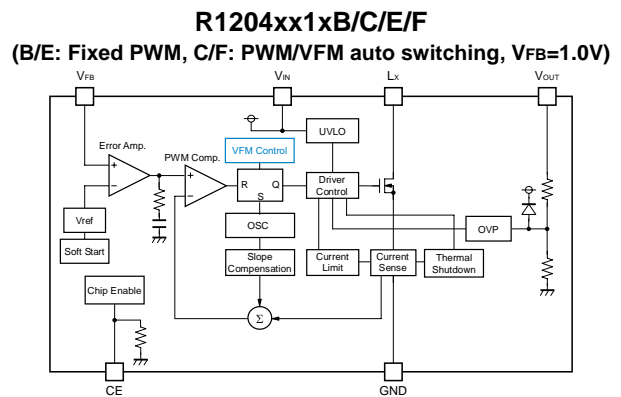 R1204xx1xB/C/E/F
(B/E: Fixed PWM, C/F: PWM/VFM auto switching, VFB=1.0V)
VFB
VIN
LX
VOUT
UVLO
Error Amp.
VFM Control
PWM Comp.
+
−
+
−
R
Q
S
Driver
Control
Vref
OSC
OVP
Soft Start
Slope
Compensation
Current
Limit
Current
Sense
Thermal
Shutdown
Chip Enable
Σ
CE
GND